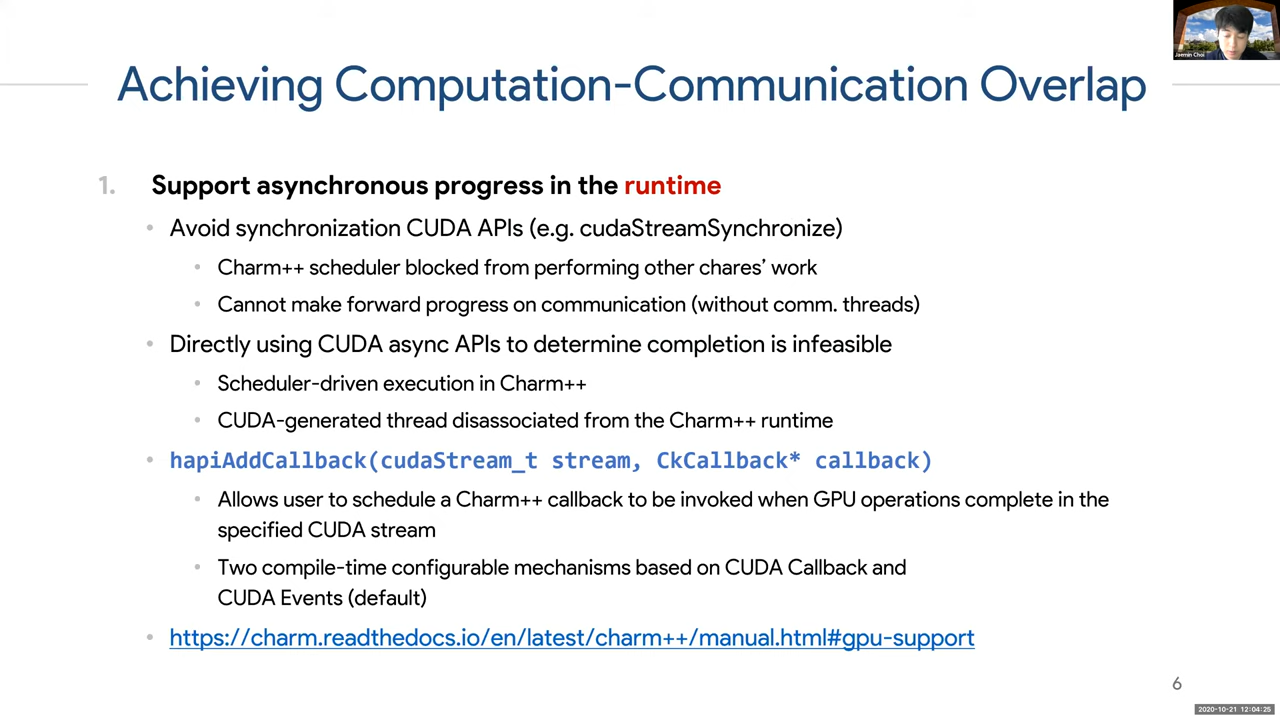 Jaemin Choi
Achieving Computation-Communication Overlap
1. Support asynchronous progress in the runtime
• Avoid synchronization CUDA APIs (e.g. cudaStreamSynchronize)
• Charm++ scheduler blocked from performing other chares' work
• Cannot make forward progress on communication (without comm. threads)
• Directly using CUDA async APIs to determine completion is infeasible
• Scheduler-driven execution in Charm++
• CUDA-generated thread disassociated from the Charm++ runtime
• hapiAddCallback(cudaStream_t stream, CkCallback* callback)
• Allows user to schedule a Charm++ callback to be invoked when GPU operations complete in the
specified CUDA stream
• Two compile-time configurable mechanisms based on CUDA Callback and
CUDA Events (default)
• https://charm.readthedocs.io/en/latest/charm++/manual.html#gpu-support
6
2020-10-21 12:04:25